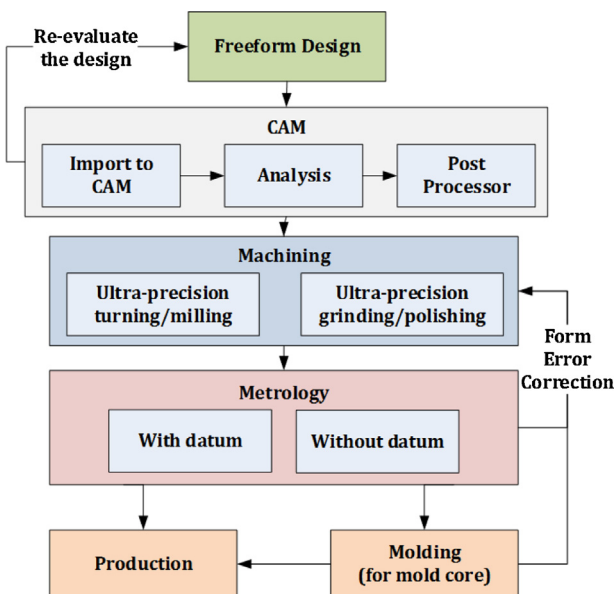 Re-evaluate
the design
Freeform Design
CAM
Import to
CAM
Analysis
Post
Processor
Machining
Ultra-precision
turning/milling
Ultra-precision
grinding/polishing
Form
Error
Correction
Metrology
With datum
Without datum
Production
Molding
(for mold core)